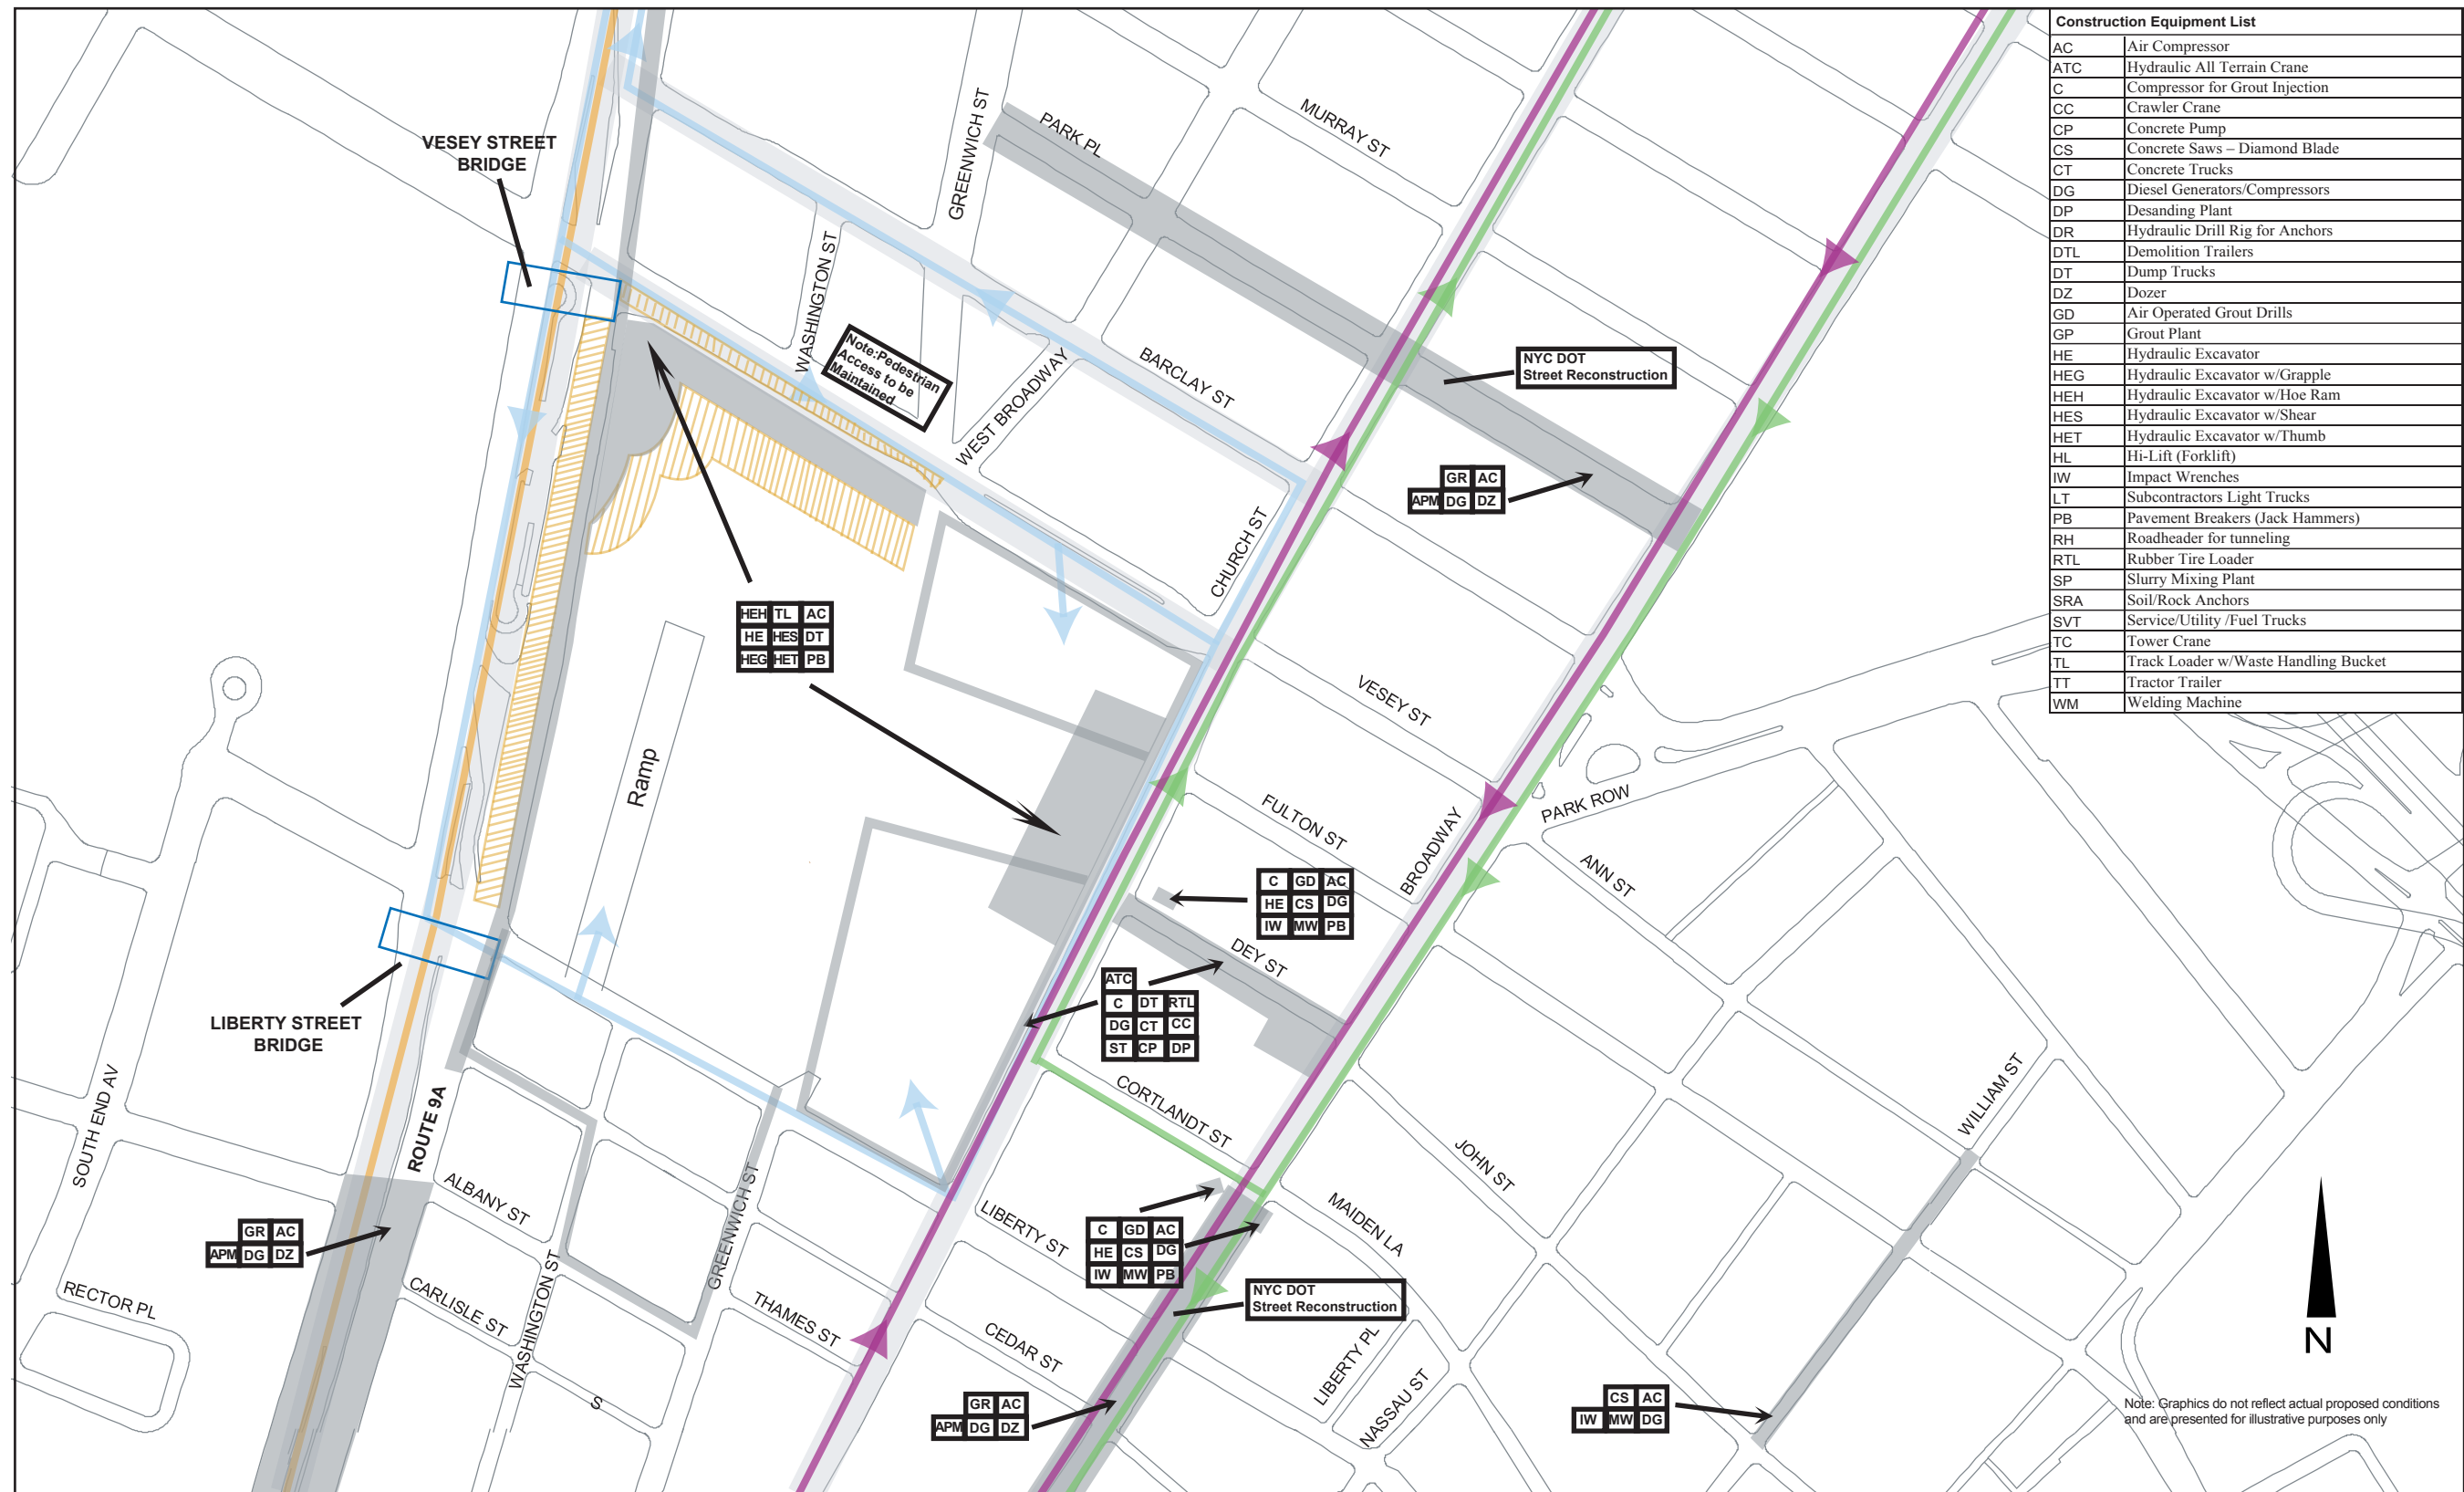 Construction Equipment List
AC Air Compressor
ATC Hydraulic All Terrain Crane
C Compressor for Grout Injection
CC Crawler Crane
CP Concrete Pump
CS Concrete Saws – Diamond Blade
CT Concrete Trucks
DG Diesel Generators/Compressors
DP Desanding Plant
DR Hydraulic Drill Rig for Anchors
DTL Demolition Trailers
DT Dump Trucks
DZ Dozer
GD Air Operated Grout Drills
GP Grout Plant
HE Hydraulic Excavator
HEG Hydraulic Excavator w/Grapple
HEH Hydraulic Excavator w/Hoe Ram
HES Hydraulic Excavator w/Shear
HET Hydraulic Excavator w/Thumb
HL Hi-Lift (Forklift)
IW Impact Wrenches
LT Subcontractors Light Trucks
PB Pavement Breakers (Jack Hammers)
RH Roadheader for tunneling
RTL Rubber Tire Loader
SP Slurry Mixing Plant
SRA Soil/Rock Anchors
SVT Service/Utility /Fuel Trucks
TC Tower Crane
TL Track Loader w/Waste Handling Bucket
TT Tractor Trailer
WM Welding Machine
VESEY STREET
BRIDGE
GREENWICH ST
PARK PL
MURRAY ST
WASHINGTON ST
Note:Pedestrian
Access to be
Maintained
WEST BROADWAY
BARCLAY ST
NYC DOT
Street Reconstruction
GR AC
APM DG DZ
CHURCH ST
HEH TL AC
HE HES DT
HEG HET PB
Ramp
VESEY ST
FULTON ST
BROADWAY
PARK ROW
ANN ST
C GD AC
HE CS DG
IW MW PB
DEY ST
ATC
C DT RTL
DG CT CC
ST CP DP
LIBERTY STREET
BRIDGE
SOUTH END AV
ROUTE 9A
CORTLANDT ST
JOHN ST
WILLIAM ST
ALBANY ST
GREENWICH ST
LIBERTY ST
MAIDEN LA
C GD AC
HE CS DG
IW MW PB
GR AC
APM DG DZ
NYC DOT
Street Reconstruction
RECTOR PL
CARLISLE ST
WASHINGTON ST
THAMES ST
CEDAR ST
LIBERTY PL
NASSAU ST
S
GR AC
APM DG DZ
CS AC
IW MW DG
N
Note: Graphics do not reflect actual proposed conditions
and are presented for illustrative purposes only